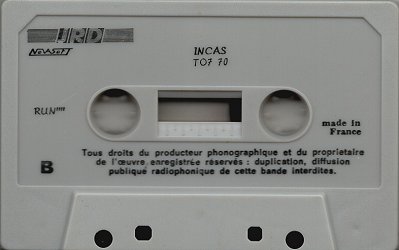 JRD
NOVASOFT
INCAS
TO7 70
RUN""
made in
France
Tous droits du producteur phonographique et du propriétaire
de l'œuvre enregistrée réservés : duplication, diffusion
publique radiophonique de cette bande interdites.
B